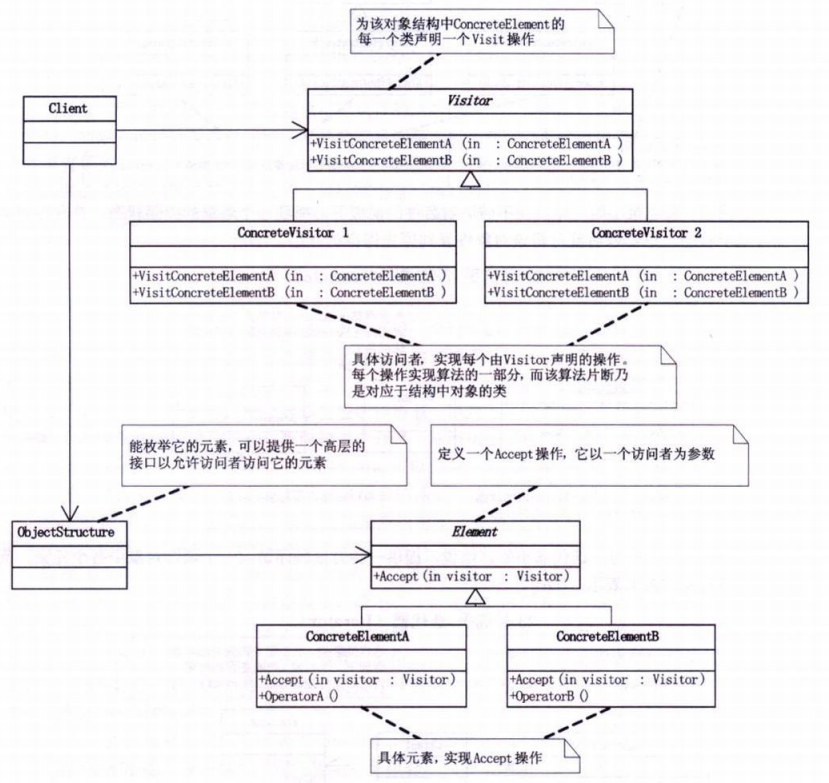 为该对象结构中ConcreteElement的
每一个类声明一个Visit操作
Client
Visitor
+VisitConcreteElementA (in : ConcreteElementA )
+VisitConcreteElementB (in : ConcreteElementB )
ConcreteVisitor 1
+VisitConcreteElementA (in : ConcreteElementA )
+VisitConcreteElementB (in : ConcreteElementB )
ConcreteVisitor 2
+VisitConcreteElementA (in : ConcreteElementA )
+VisitConcreteElementB (in : ConcreteElementB )
具体访问者，实现每个由Visitor声明的操作。
每个操作实现算法的一部分，而该算法片断乃
是对应于结构中对象的类
能枚举它的元素，可以提供一个高层的
接口以允许访问者访问它的元素
定义一个Accept操作，它以一个访问者为参数
ObjectStructure
Element
+Accept(in visitor : Visitor)
ConcreteElementA
+Accept(in visitor : Visitor)
+OperatorA()
ConcreteElementB
+Accept(in visitor : Visitor)
+OperatorB()
具体元素，实现Accept操作